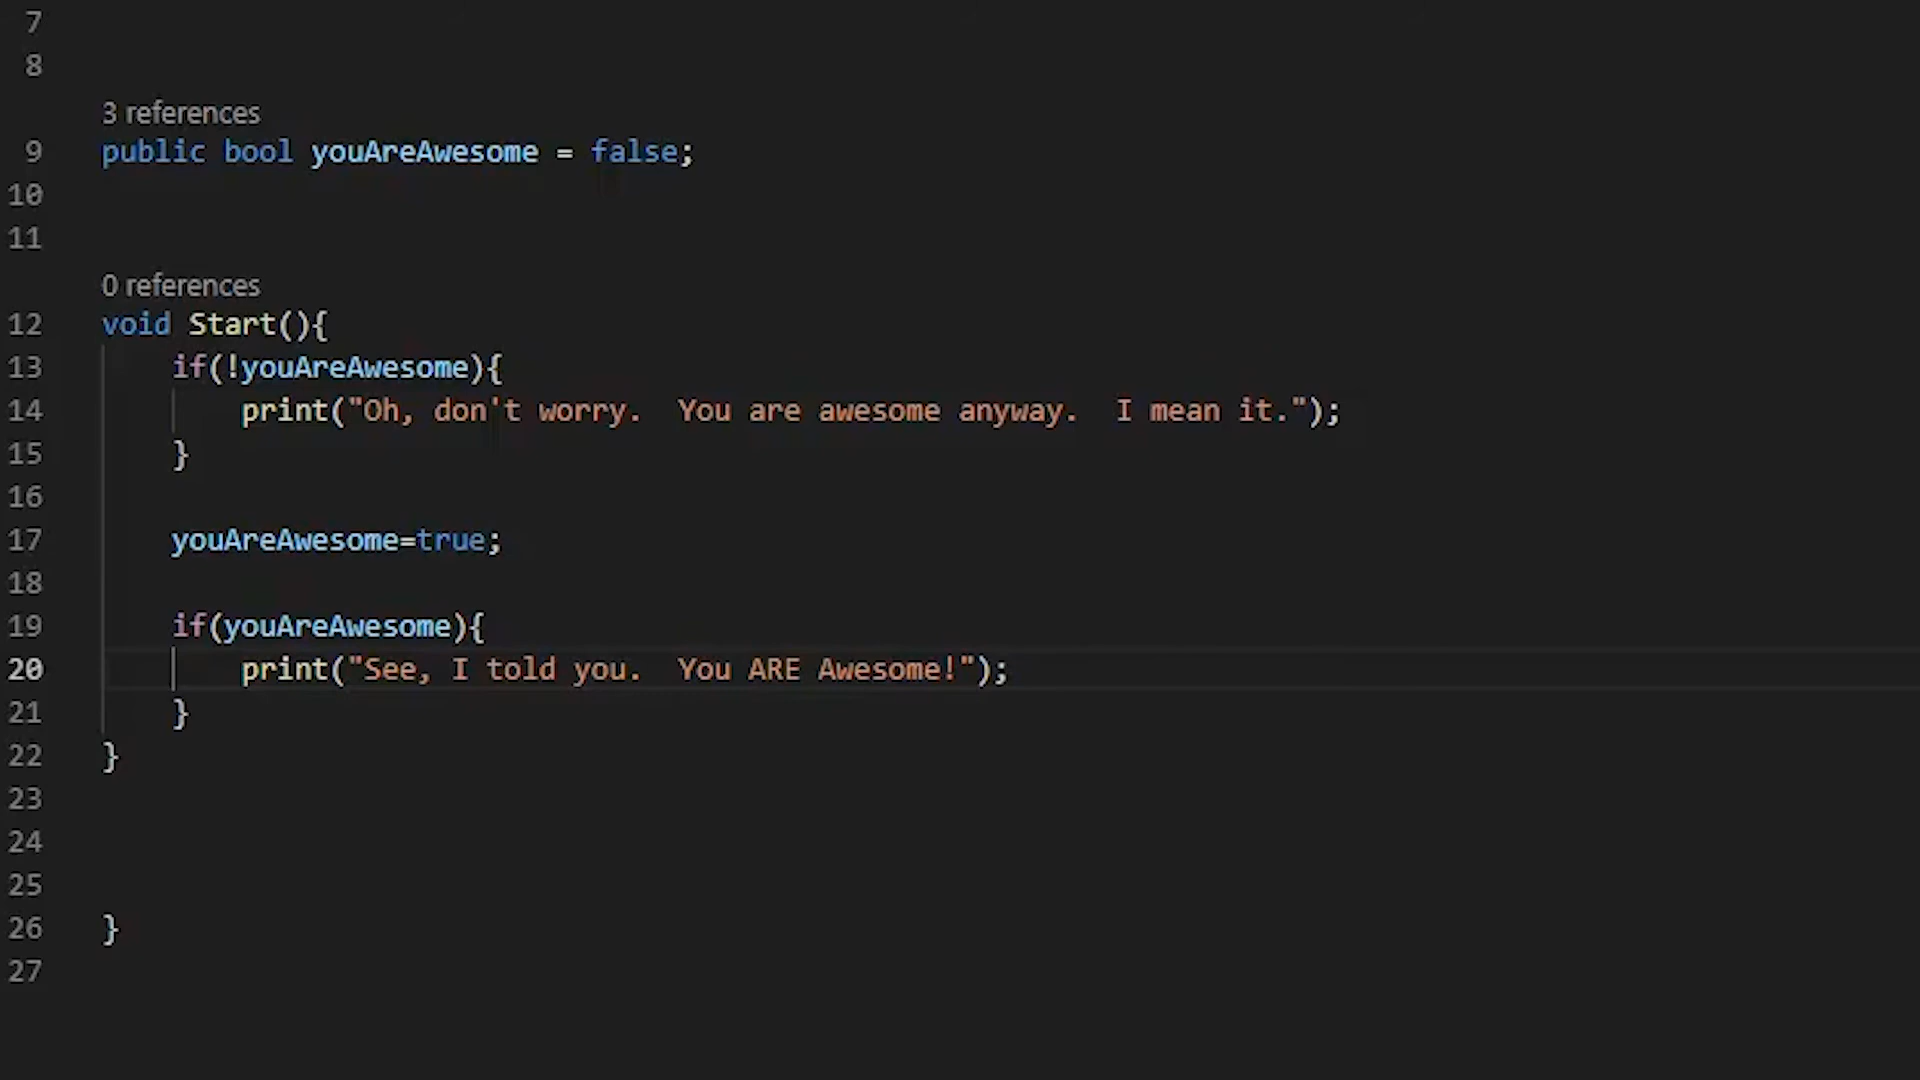 7
8
3 references
9 public bool youAreAwesome = false;
10
11
0 references
12 void Start(){
13 if(!youAreAwesome){
14 print("Oh, don't worry.  You are awesome anyway.  I mean it.");
15 }
16
17 youAreAwesome=true;
18
19 if(youAreAwesome){
20 print("See, I told you.  You ARE Awesome!");
21 }
22 }
23
24
25
26 }
27